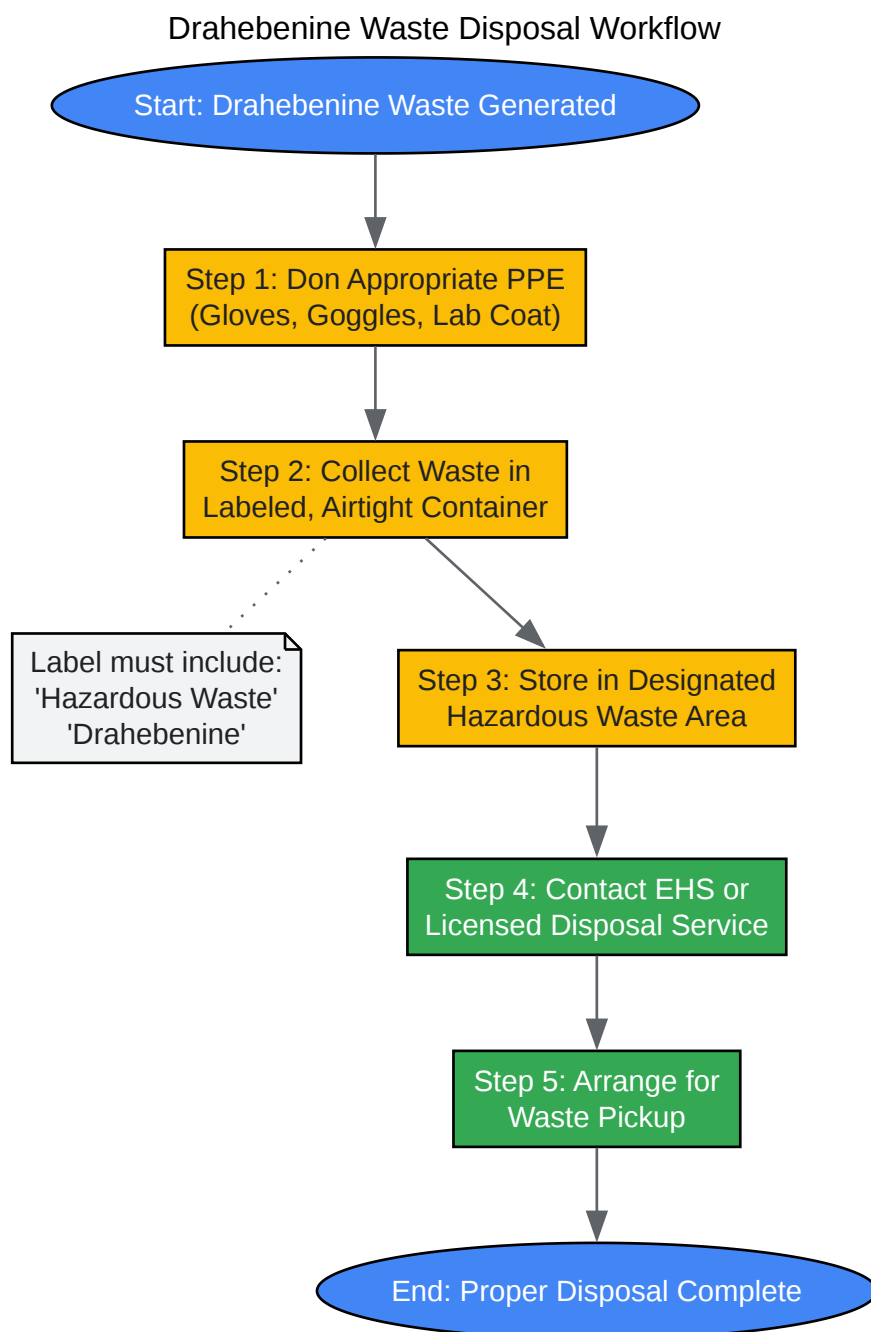 Drahebenine Waste Disposal Workflow
Start: Drahebenine Waste Generated
Step 1: Don Appropriate PPE
(Gloves, Goggles, Lab Coat)
Step 2: Collect Waste in
Labeled, Airtight Container
Label must include:
'Hazardous Waste'
'Drahebenine'
Step 3: Store in Designated
Hazardous Waste Area
Step 4: Contact EHS or
Licensed Disposal Service
Step 5: Arrange for
Waste Pickup
End: Proper Disposal Complete